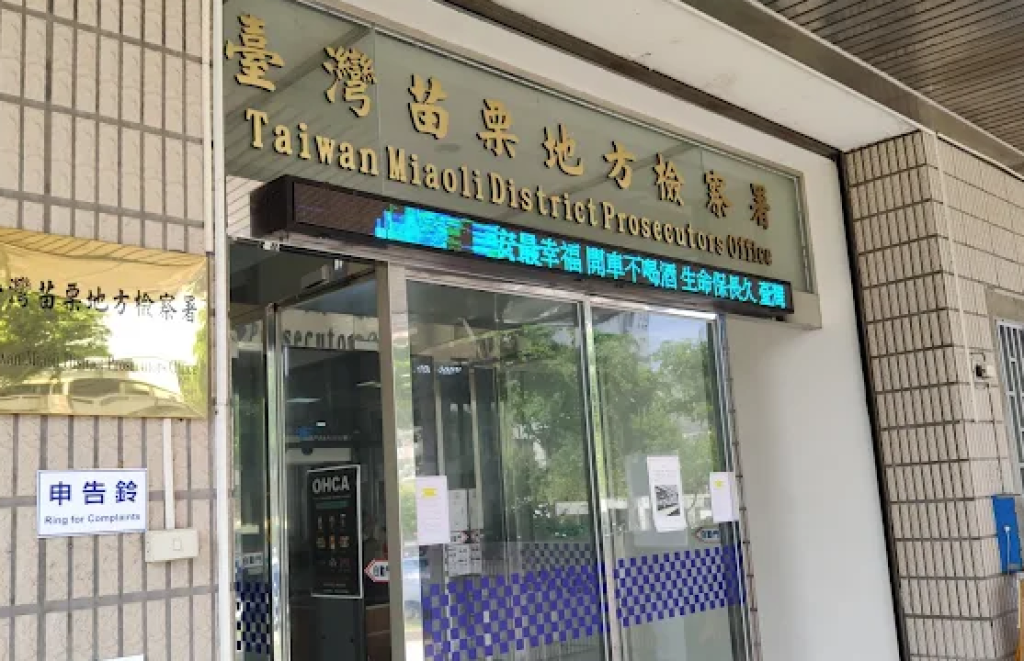 臺灣苗栗地方檢察署
Taiwan Miaoli District Prosecutors Office
最幸福 開車不喝酒 生命保長久 臺灣
灣苗栗地方檢察署
Prosecutors Office
申告鈴
Ring for Complaints
OHCA